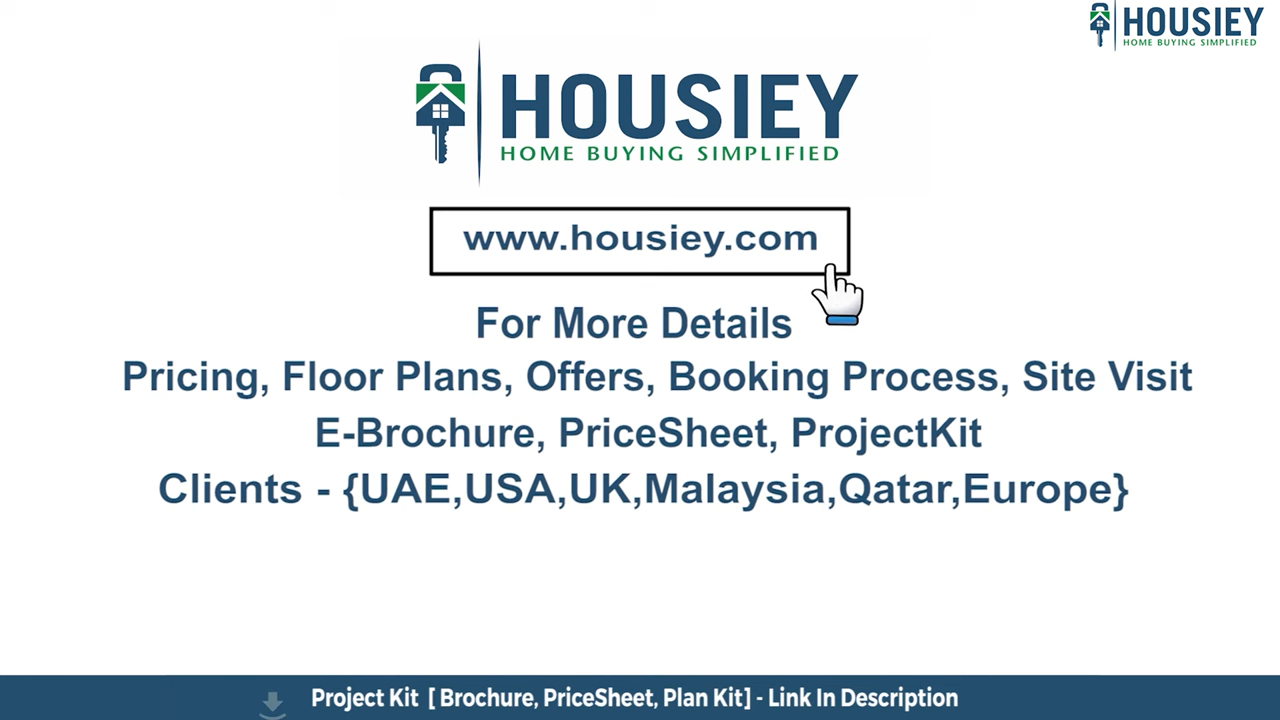 HOUSIEY
HOME BUYING SIMPLIFIED
HOUSIEY
HOME BUYING SIMPLIFIED
www.housiey.com
For More Details
Pricing, Floor Plans, Offers, Booking Process, Site Visit
E-Brochure, PriceSheet, ProjectKit
Clients - {UAE,USA,UK,Malaysia,Qatar,Europe}
Project Kit [ Brochure, PriceSheet, Plan Kit] - Link In Description